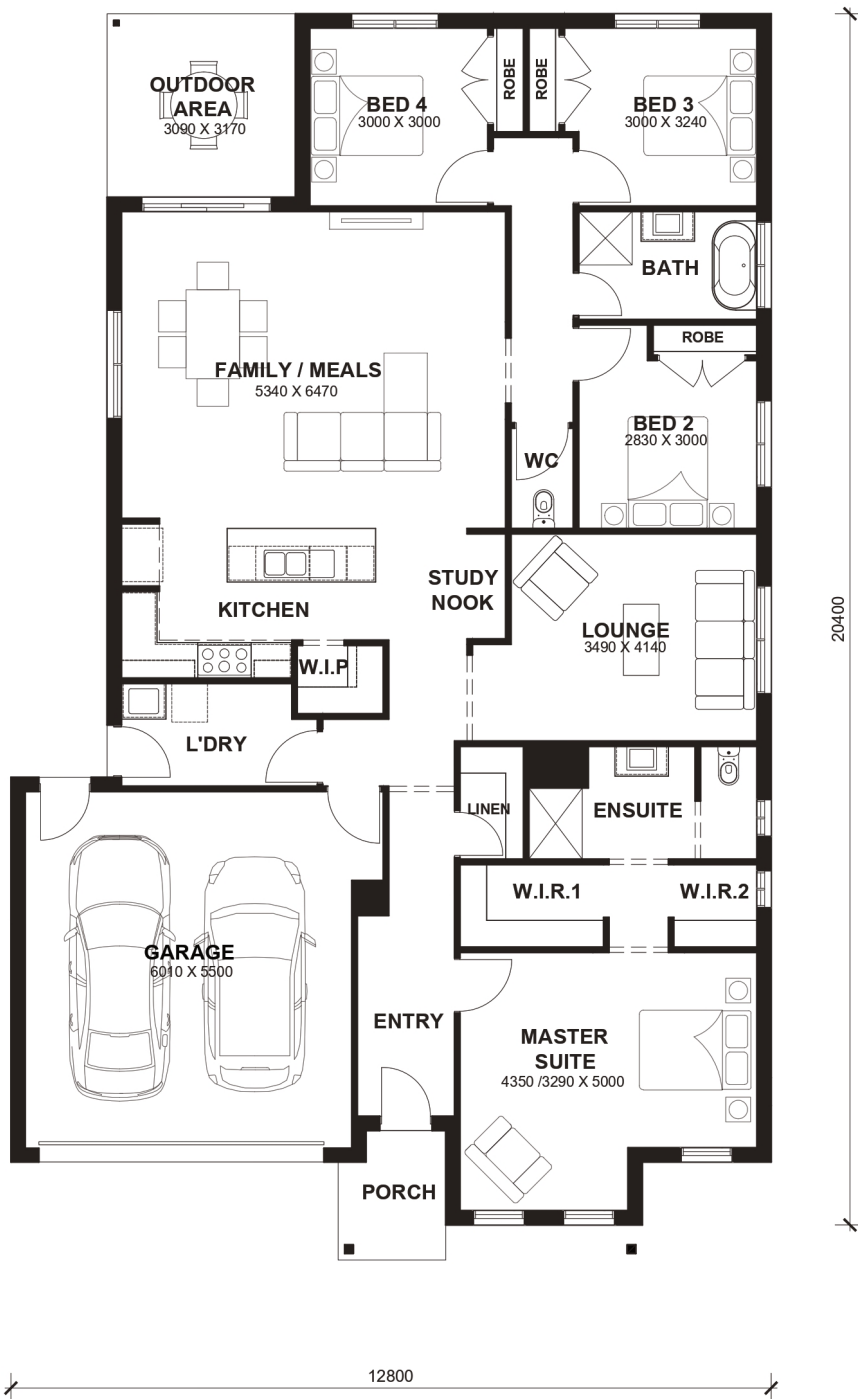 OUTDOOR
AREA
3090 X 3170
BED 4
3000 X 3000
ROBE
ROBE
BED 3
3000 X 3240
BATH
ROBE
FAMILY / MEALS
5340 X 6470
BED 2
2830 X 3000
WC
STUDY
NOOK
KITCHEN
LOUNGE
3490 X 4140
20400
W.I.P
L'DRY
LINEN
ENSUITE
W.I.R.1
W.I.R.2
GARAGE
6010 X 5500
ENTRY
MASTER
SUITE
4350 /3290 X 5000
PORCH
12800